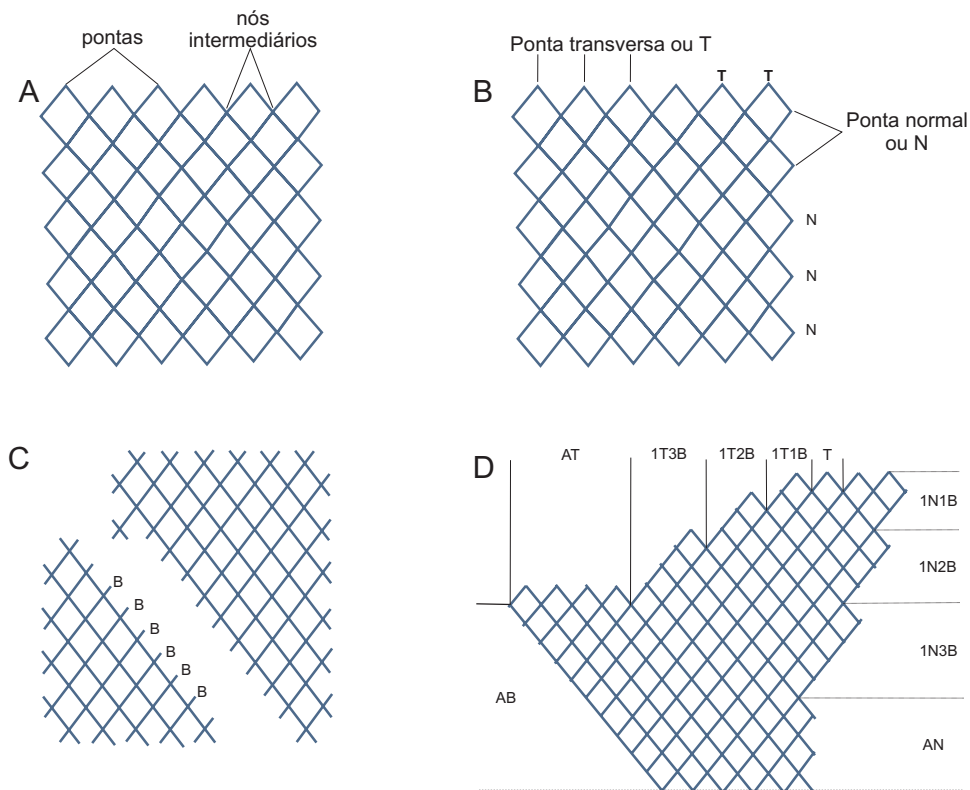 A
pontas
nós
intermediários
B
Ponta transversa ou T
T T
Ponta normal
ou N
N
N
N
C
B
B
B
B
B
B
D
AT 1T3B 1T2B 1T1B T
1N1B
1N2B
1N3B
AB
AN